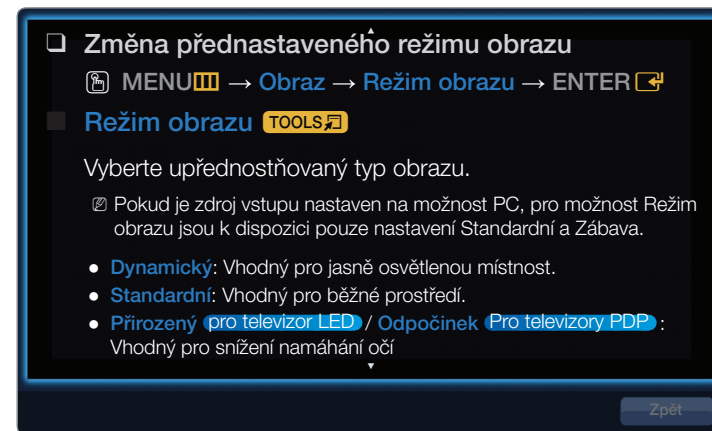 Změna přednastaveného režimu obrazu
MENU → Obraz → Režim obrazu → ENTER
Režim obrazu TOOLS
Vyberte upřednostňovaný typ obrazu.
Pokud je zdroj vstupu nastaven na možnost PC, pro možnost Režim
obrazu jsou k dispozici pouze nastavení Standardní a Zábava.
● Dynamický: Vhodný pro jasně osvětlenou místnost.
● Standardní: Vhodný pro běžné prostředí.
● Přirozený pro televizor LED / Odpočinek Pro televizory PDP :
Vhodný pro snížení namáhání očí
Zpět